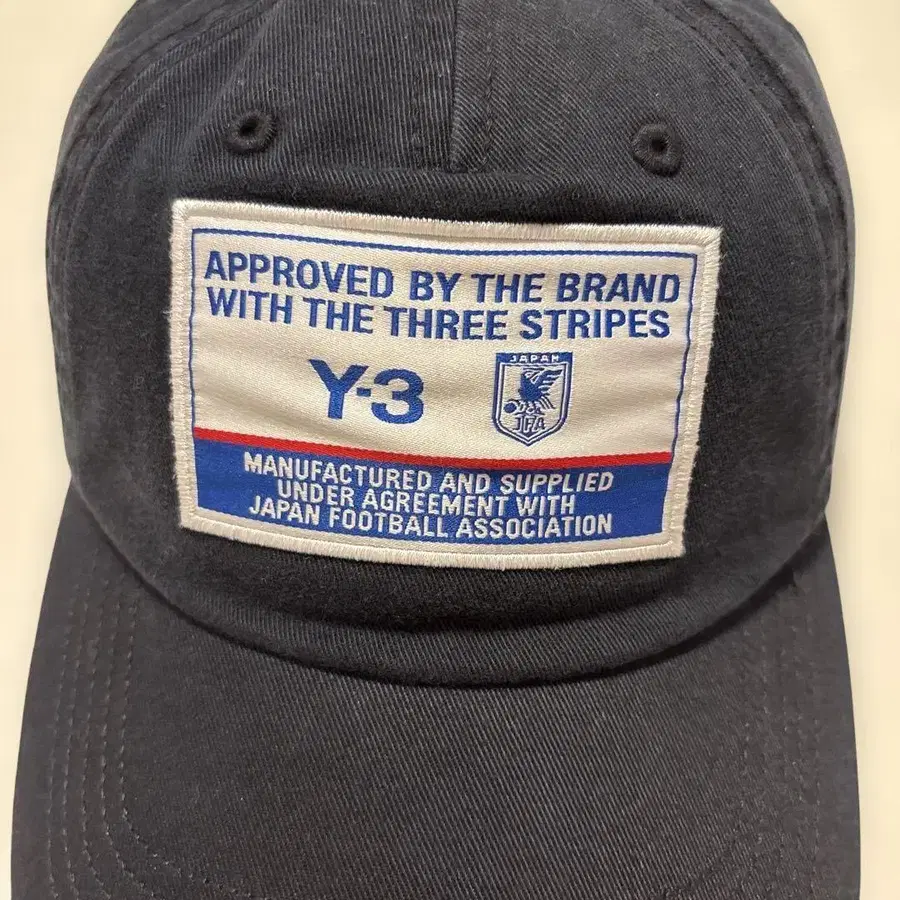 APPROVED BY THE BRAND
WITH THE THREE STRIPES
Y-3
JAPAN
JFA
MANUFACTURED AND SUPPLIED
UNDER AGREEMENT WITH
JAPAN FOOTBALL ASSOCIATION